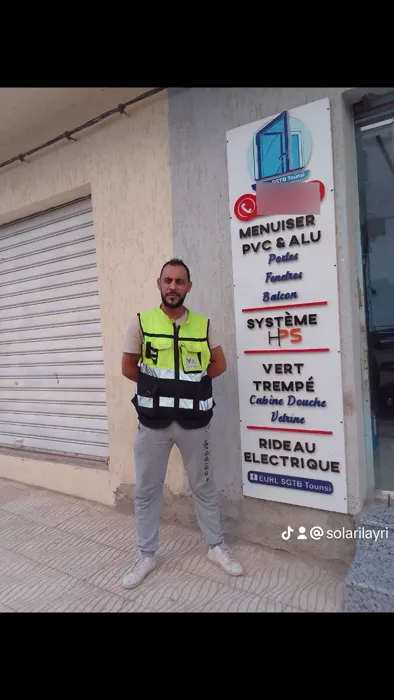 SGTB Tounsi
MENUISER
PVC & ALU
Portes
Fenetres
Balcon
SYSTÈME
HPS
VERT
TREMPÉ
Cabine Douche
Vetrine
RIDEAU
ELECTRIQUE
EURL SGTB Tounsi
@solarilayri